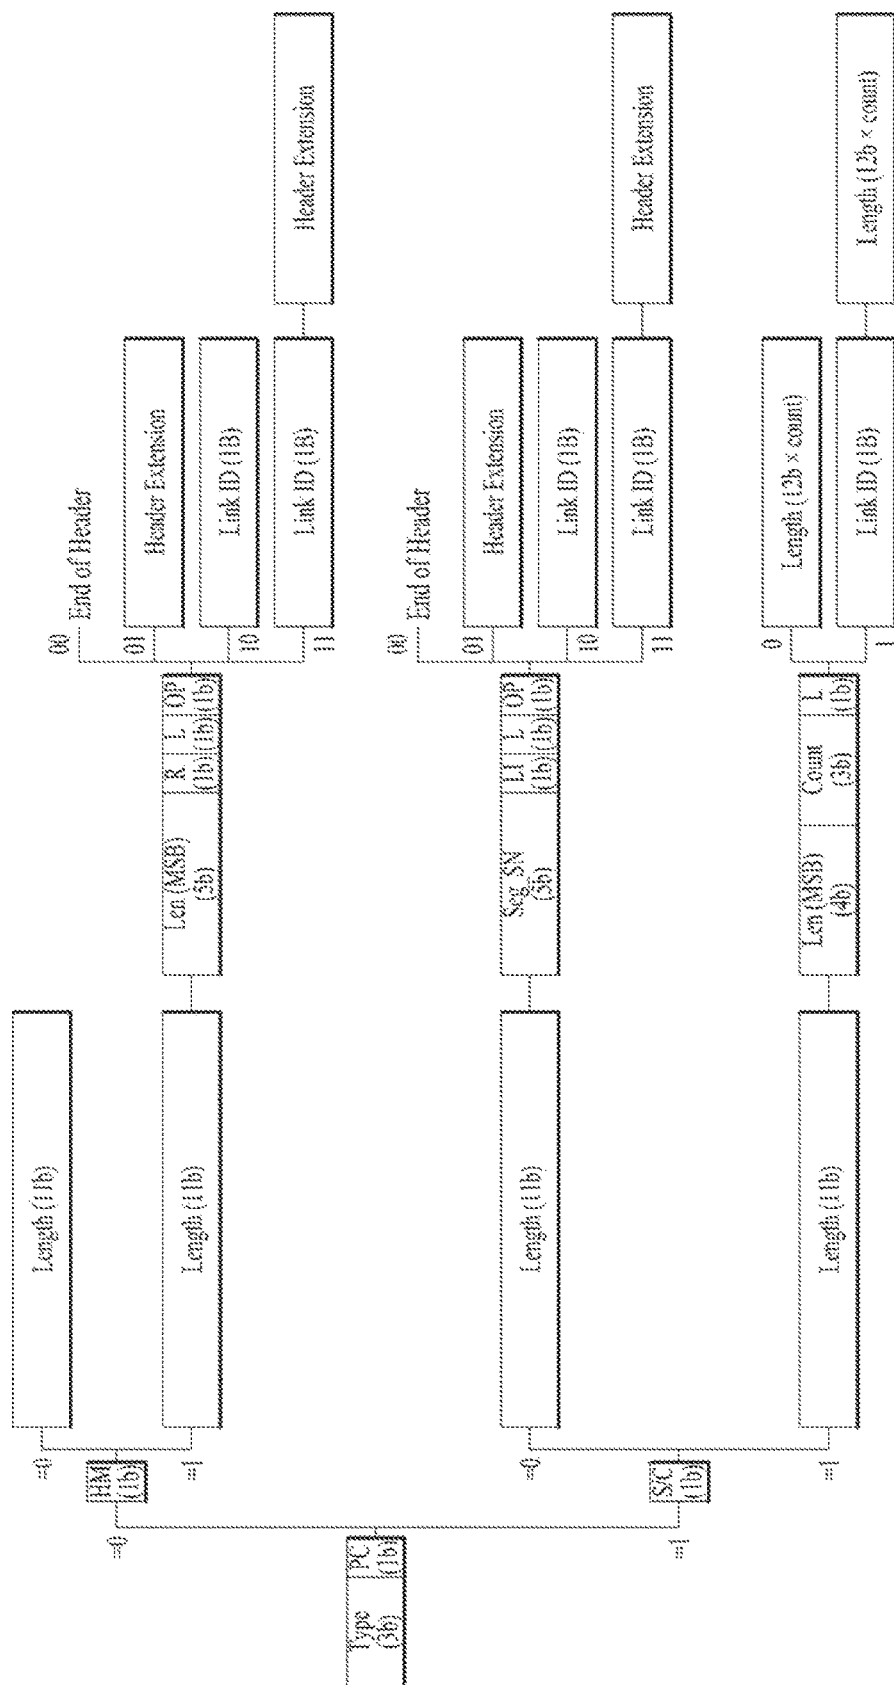 Type
(3b)
PC
(1b)
=0
=1
HM
(1b)
=0
=1
Length (11b)
Length (11b)
Len (MSB)
(5b)
R
(1b)
L
(1b)
OP
(1b)
00
End of Header
01
Header Extension
10
Link ID (1B)
11
Link ID (1B)
Header Extension
S/C
(1b)
=0
=1
Length (11b)
Seg_SN
(5b)
LI
(1b)
L
(1b)
OP
(1b)
00
End of Header
01
Header Extension
10
Link ID (1B)
11
Link ID (1B)
Header Extension
Length (11b)
Len (MSB)
(4b)
Count
(3b)
L
(1b)
0
Length (12b × count)
1
Link ID (1B)
Length (12b × count)